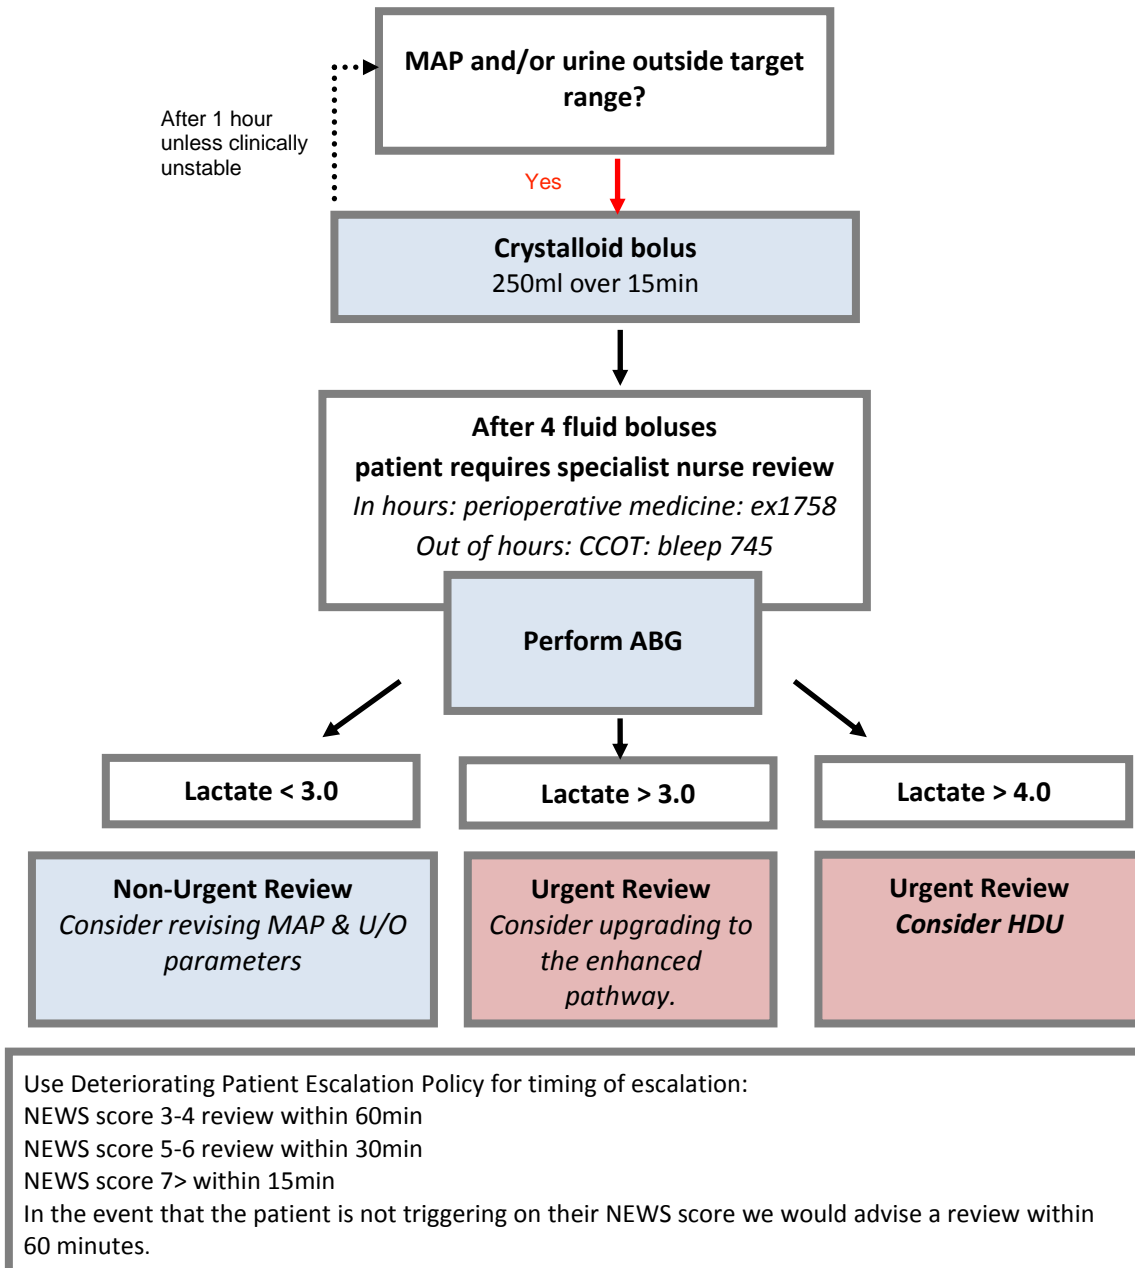 MAP and/or urine outside target
range?
After 1 hour
unless clinically
unstable
Yes
Crystalloid bolus
250ml over 15min
After 4 fluid boluses
patient requires specialist nurse review
In hours: perioperative medicine: ex1758
Out of hours: CCOT: bleep 745
Perform ABG
Lactate < 3.0
Lactate > 3.0
Lactate > 4.0
Non-Urgent Review
Consider revising MAP & U/O
parameters
Urgent Review
Consider upgrading to
the enhanced
pathway.
Urgent Review
Consider HDU
Use Deteriorating Patient Escalation Policy for timing of escalation:
NEWS score 3-4 review within 60min
NEWS score 5-6 review within 30min
NEWS score 7> within 15min
In the event that the patient is not triggering on their NEWS score we would advise a review within
60 minutes.